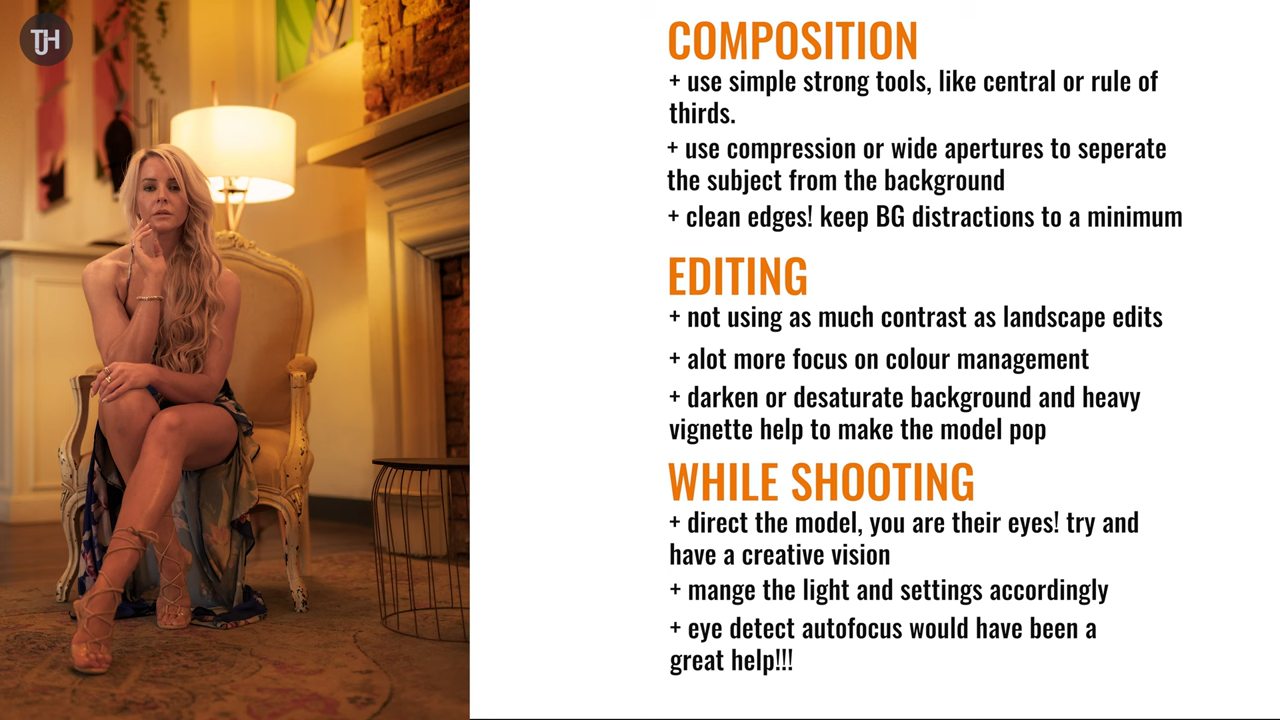 TJH
COMPOSITION
+ use simple strong tools, like central or rule of
thirds.
+ use compression or wide apertures to seperate
the subject from the background
+ clean edges! keep BG distractions to a minimum
EDITING
+ not using as much contrast as landscape edits
+ alot more focus on colour management
+ darken or desaturate background and heavy
vignette help to make the model pop
WHILE SHOOTING
+ direct the model, you are their eyes! try and
have a creative vision
+ mange the light and settings accordingly
+ eye detect autofocus would have been a
great help!!!